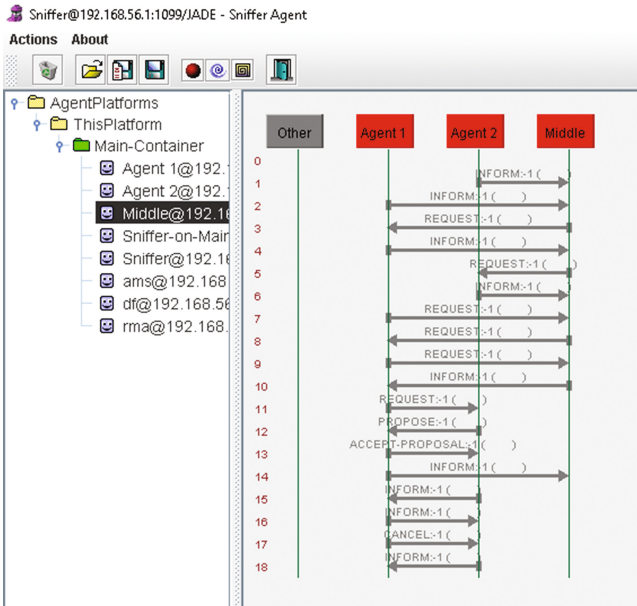 Sniffer@192.168.56.1:1099/JADE - Sniffer Agent
Actions About
AgentPlatforms
ThisPlatform
Main-Container
Agent 1@192.1
Agent 2@192.1
Middle@192.16
Sniffer-on-Main
Sniffer@192.16
ams@192.168
df@192.168.56
rma@192.168.
Other Agent 1 Agent 2 Middle
0
INFORM:-1 ( )
1
INFORM:-1 ( )
2
REQUEST:-1 ( )
3
INFORM:-1 ( )
4
REQUEST:-1 ( )
5
INFORM:-1 ( )
6
REQUEST:-1 ( )
7
REQUEST:-1 ( )
8
REQUEST:-1 ( )
9
INFORM:-1 ( )
10
REQUEST:-1 ( )
11
PROPOSE:-1 ( )
12
ACCEPT-PROPOSAL:-1 ( )
13
INFORM:-1 ( )
14
INFORM:-1 ( )
15
INFORM:-1 ( )
16
CANCEL:-1 ( )
17
INFORM:-1 ( )
18